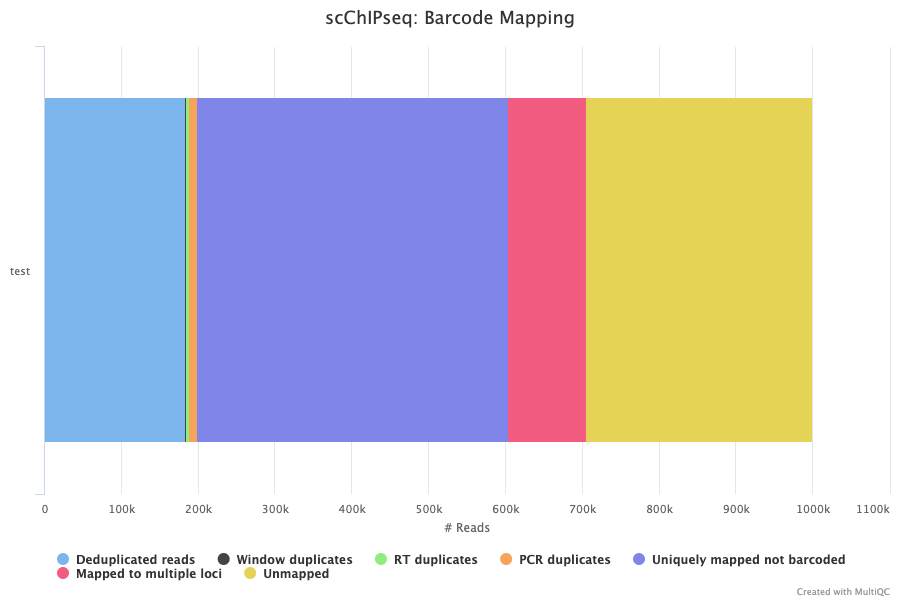 scChIPseq: Barcode Mapping
test
0 100k 200k 300k 400k 500k 600k 700k 800k 900k 1000k 1100k
# Reads
Deduplicated reads Window duplicates RT duplicates PCR duplicates Uniquely mapped not barcoded
Mapped to multiple loci Unmapped
Created with MultiQC